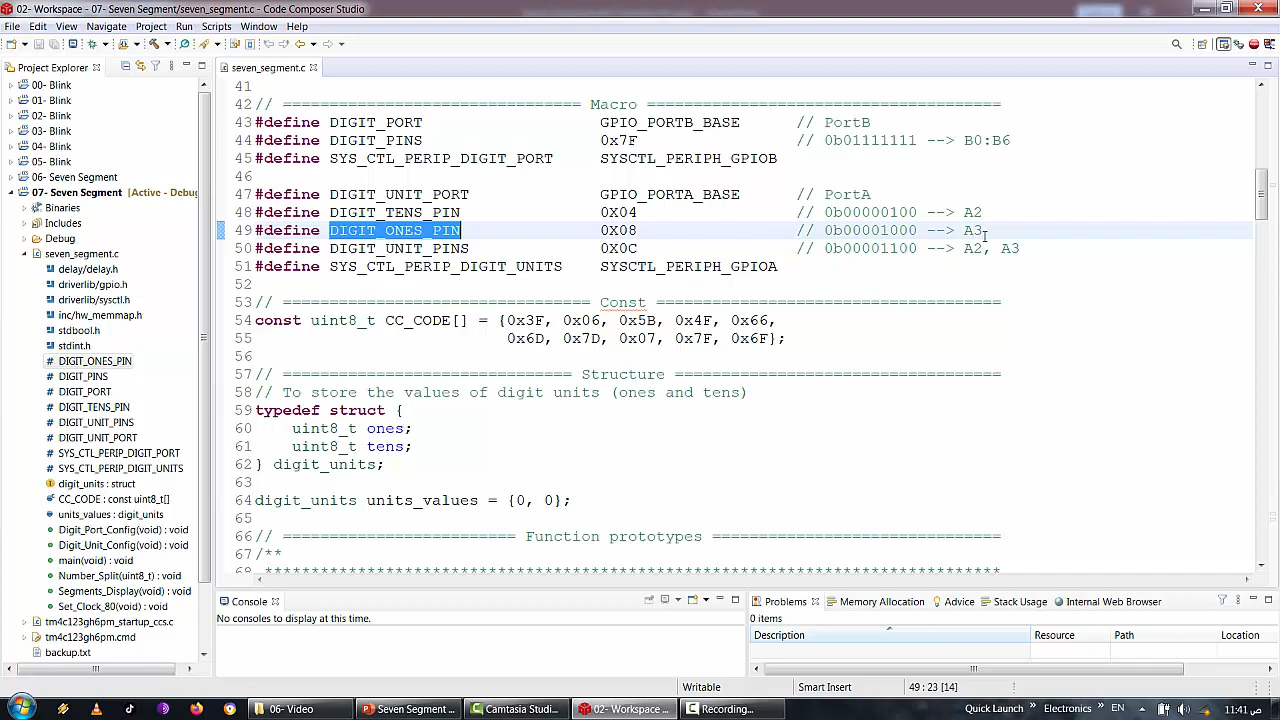 02- Workspace - 07- Seven Segment/seven_segment.c - Code Composer Studio
File Edit View Navigate Project Run Scripts Window Help
Project Explorer
seven_segment.c
00- Blink
01- Blink
02- Blink
03- Blink
04- Blink
05- Blink
06- Seven Segment
07- Seven Segment [Active - Debug
Binaries
Includes
Debug
seven_segment.c
delay/delay.h
driverlib/gpio.h
driverlib/sysctl.h
inc/hw_memmap.h
stdbool.h
stdint.h
DIGIT_ONES_PIN
DIGIT_PINS
DIGIT_PORT
DIGIT_TENS_PIN
DIGIT_UNIT_PINS
DIGIT_UNIT_PORT
SYS_CTL_PERIP_DIGIT_PORT
SYS_CTL_PERIP_DIGIT_UNITS
digit_units : struct
CC_CODE : const uint8_t[]
units_values : digit_units
Digit_Port_Config(void) : void
Digit_Unit_Config(void) : void
main(void) : void
Number_Split(uint8_t) : void
Segments_Display(void) : void
Set_Clock_80(void) : void
tm4c123gh6pm_startup_ccs.c
tm4c123gh6pm.cmd
backup.txt
41
42 // ================================ Macro ======================================
43 #define DIGIT_PORT GPIO_PORTB_BASE // PortB
44 #define DIGIT_PINS 0x7F // 0b01111111 --> B0:B6
45 #define SYS_CTL_PERIP_DIGIT_PORT SYSCTL_PERIPH_GPIOB
46
47 #define DIGIT_UNIT_PORT GPIO_PORTA_BASE // PortA
48 #define DIGIT_TENS_PIN 0X04 // 0b00000100 --> A2
49 #define DIGIT_ONES_PIN 0X08 // 0b00001000 --> A3
50 #define DIGIT_UNIT_PINS 0X0C // 0b00001100 --> A2, A3
51 #define SYS_CTL_PERIP_DIGIT_UNITS SYSCTL_PERIPH_GPIOA
52
53 // ================================= Const =====================================
54 const uint8_t CC_CODE[] = {0x3F, 0x06, 0x5B, 0x4F, 0x66,
55 0x6D, 0x7D, 0x07, 0x7F, 0x6F};
56
57 // =============================== Structure ===================================
58 // To store the values of digit units (ones and tens)
59 typedef struct {
60 uint8_t ones;
61 uint8_t tens;
62 } digit_units;
63
64 digit_units units_values = {0, 0};
65
66 // ========================= Function prototypes ===============================
67 /**
68 *******************************************************************************
Console
No consoles to display at this time.
Problems Memory Allocation Advice Stack Usage Internal Web Browser
0 items
Description Resource Path Location
Writable Smart Insert 49 : 23 [14]
06- Video Seven Segment ... Camtasia Studi... 02- Workspace ... Recording... Quick Launch Electronics EN 11:41 ص